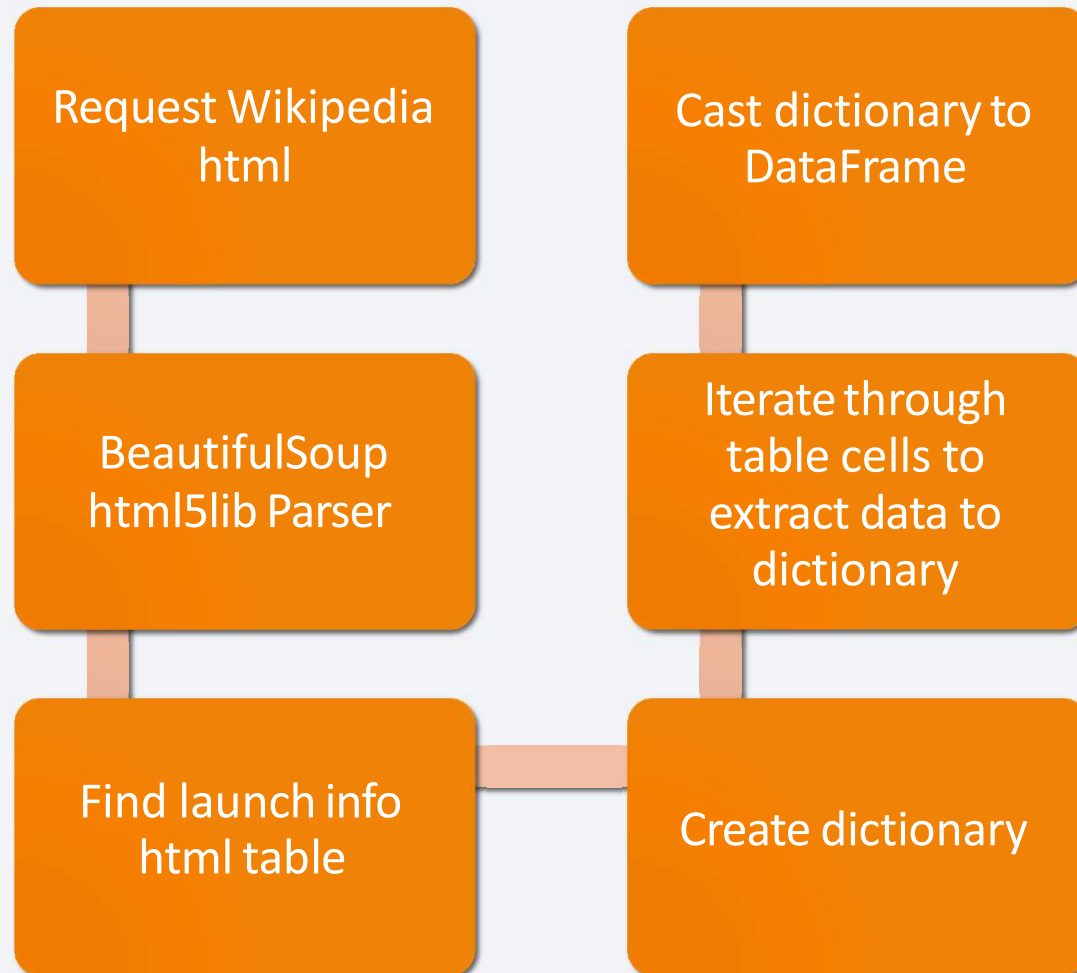 Request Wikipedia
html
BeautifulSoup
html5lib Parser
Find launch info
html table
Create dictionary
Iterate through
table cells to
extract data to
dictionary
Cast dictionary to
DataFrame